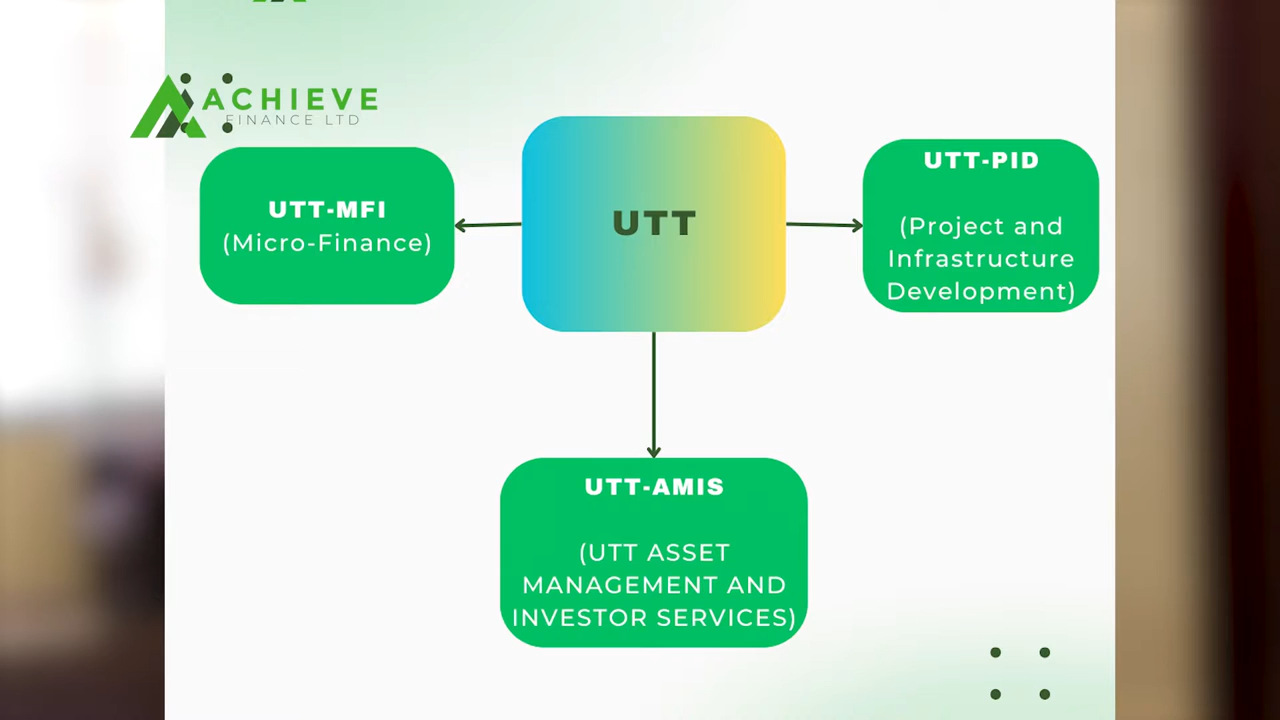 ACHIEVE
FINANCE LTD
UTT-MFI
(Micro-Finance)
UTT
UTT-PID
(Project and
Infrastructure
Development)
UTT-AMIS
(UTT ASSET
MANAGEMENT AND
INVESTOR SERVICES)